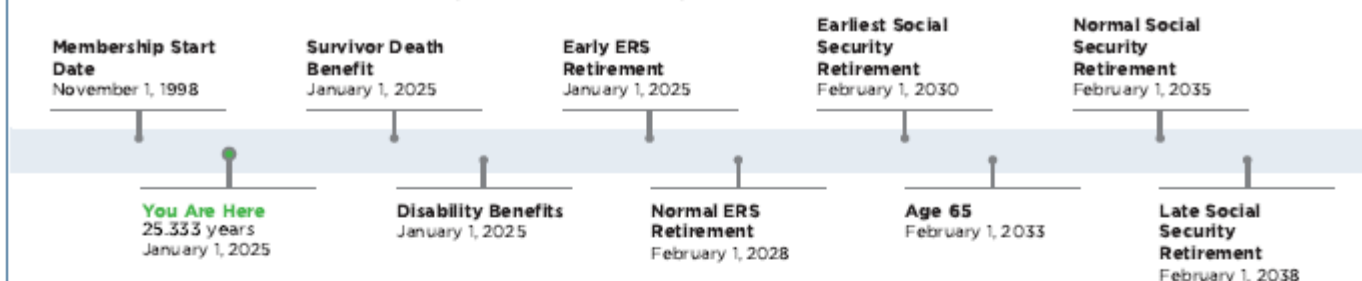 Membership Start
Date
November 1, 1998
Survivor Death
Benefit
January 1, 2025
Early ERS
Retirement
January 1, 2025
Earliest Social
Security
Retirement
February 1, 2030
Normal Social
Security
Retirement
February 1, 2035
You Are Here
25.333 years
January 1, 2025
Disability Benefits
January 1, 2025
Normal ERS
Retirement
February 1, 2028
Age 65
February 1, 2033
Late Social
Security
Retirement
February 1, 2038